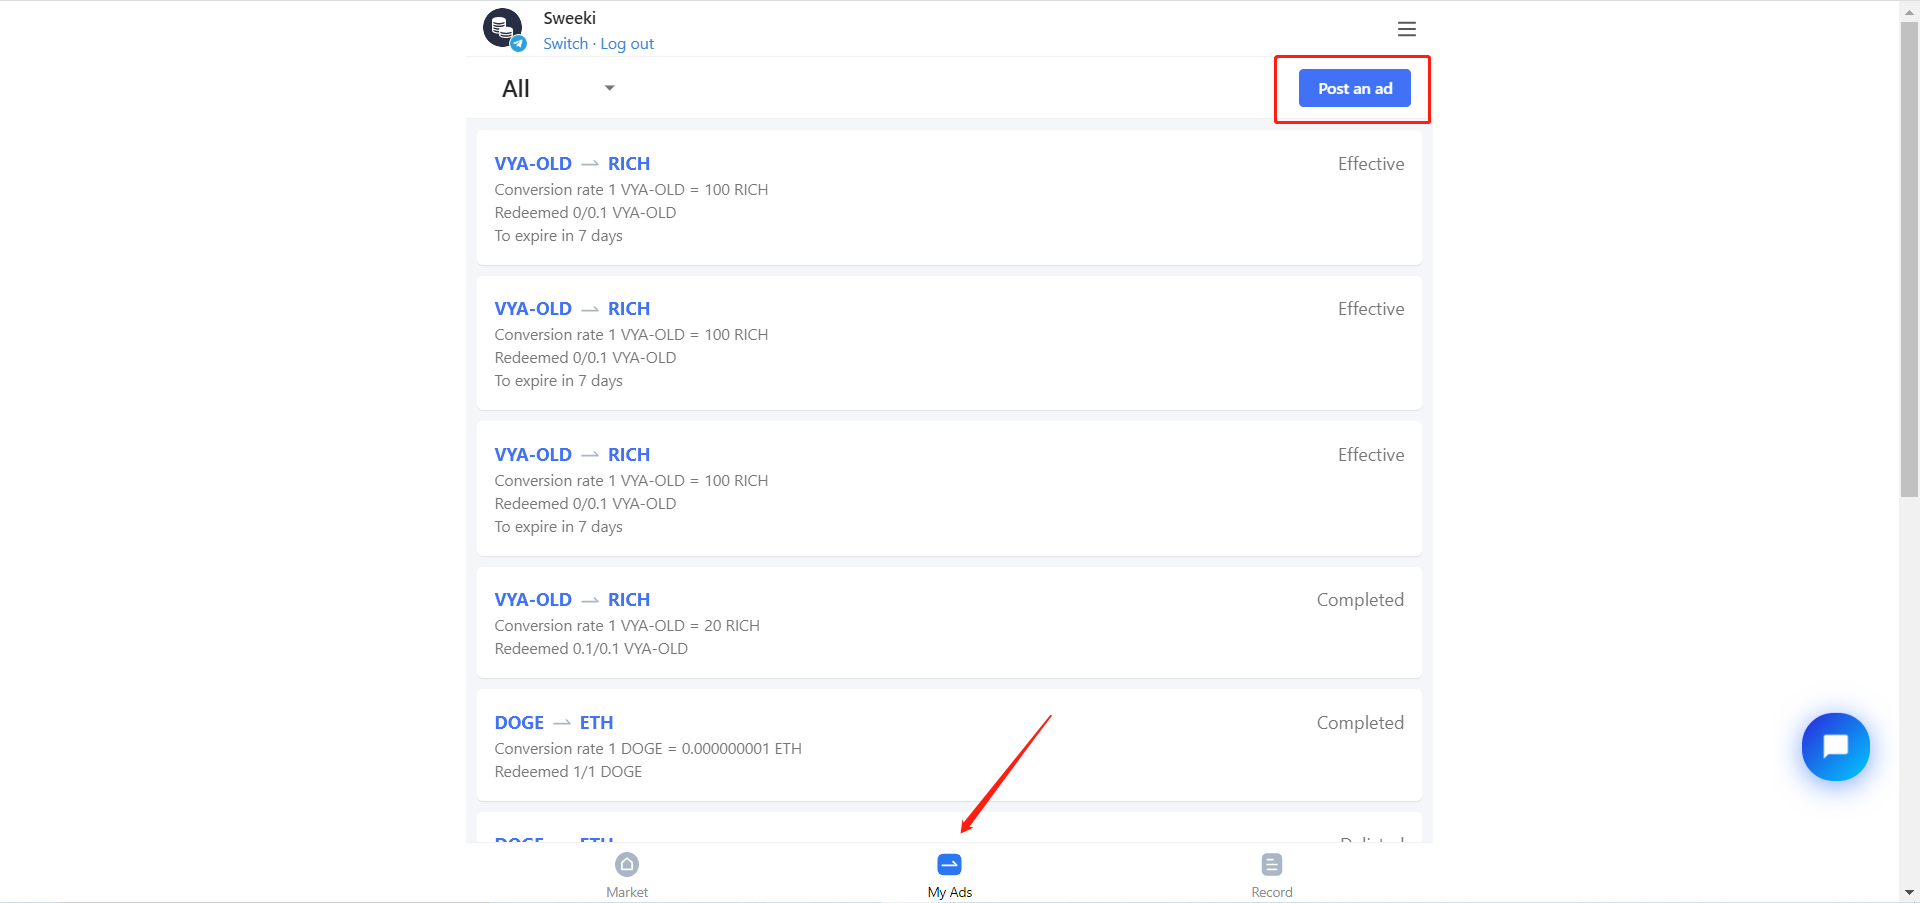 Sweeki
Switch · Log out
All
Post an ad
VYA-OLD → RICH
Effective
Conversion rate 1 VYA-OLD = 100 RICH
Redeemed 0/0.1 VYA-OLD
To expire in 7 days
VYA-OLD → RICH
Effective
Conversion rate 1 VYA-OLD = 100 RICH
Redeemed 0/0.1 VYA-OLD
To expire in 7 days
VYA-OLD → RICH
Effective
Conversion rate 1 VYA-OLD = 100 RICH
Redeemed 0/0.1 VYA-OLD
To expire in 7 days
VYA-OLD → RICH
Completed
Conversion rate 1 VYA-OLD = 20 RICH
Redeemed 0.1/0.1 VYA-OLD
DOGE → ETH
Completed
Conversion rate 1 DOGE = 0.000000001 ETH
Redeemed 1/1 DOGE
Market
My Ads
Record